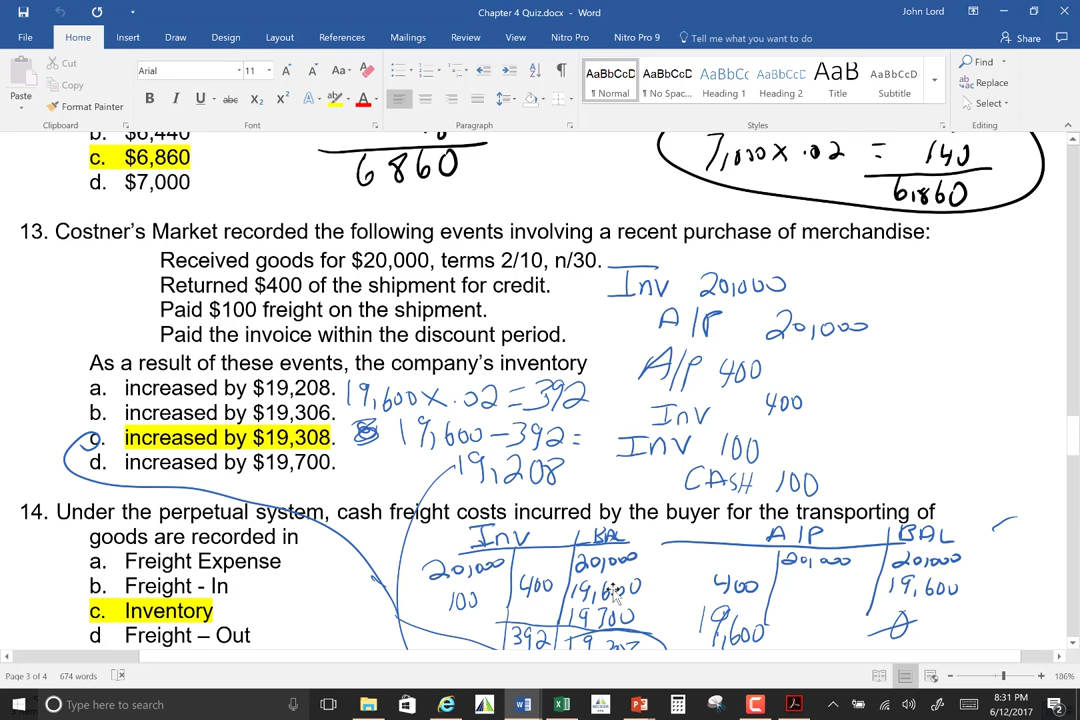 Chapter 4 Quiz.docx - Word
John Lord
File Home Insert Draw Design Layout References Mailings Review View Nitro Pro Nitro Pro 9 Tell me what you want to do Share
Cut
Copy
Format Painter
Paste
Clipboard
Arial 11
Font
Paragraph
AaBbCcD AaBbCcD AaBbCc AaBbCcD AaB AaBbCcD
¶ Normal ¶ No Spac... Heading 1 Heading 2 Title Subtitle
Styles
Find
Replace
Select
Editing
b. $6,440
c. $6,860
d. $7,000
6860
7,000 x .02 = 140
6,860
13. Costner's Market recorded the following events involving a recent purchase of merchandise:
Received goods for $20,000, terms 2/10, n/30.
Returned $400 of the shipment for credit.
Paid $100 freight on the shipment.
Paid the invoice within the discount period.
As a result of these events, the company's inventory
a. increased by $19,208.
b. increased by $19,306.
c. increased by $19,308.
d. increased by $19,700.
Inv 20,000
A/P 20,000
A/P 400
Inv 400
Inv 100
CASH 100
19,600 x .02 = 392
19,600 - 392 =
19,208
14. Under the perpetual system, cash freight costs incurred by the buyer for the transporting of
goods are recorded in
a. Freight Expense
b. Freight - In
c. Inventory
d Freight – Out
Inv BAL
20,000 20,000
400 19,600
100 19,700
392
A/P BAL
20,000 20,000
400 19,600
19,600 0
Page 3 of 4 674 words
186%
Type here to search
8:31 PM
6/12/2017
2